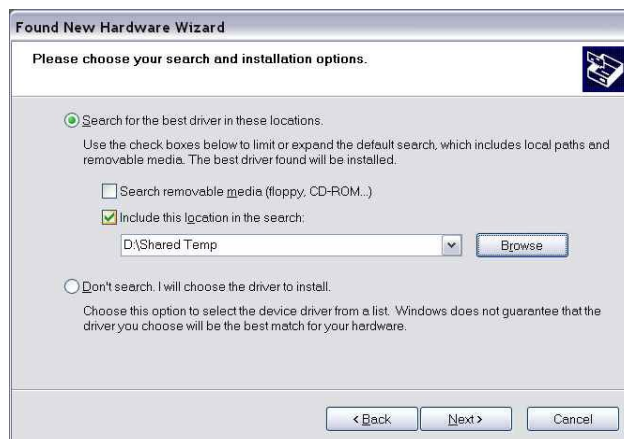 Found New Hardware Wizard
Please choose your search and installation options.
Search for the best driver in these locations.
Use the check boxes below to limit or expand the default search, which includes local paths and
removable media. The best driver found will be installed.
Search removable media (floppy, CD-ROM...)
Include this location in the search:
D:\Shared Temp
Browse
Don't search. I will choose the driver to install.
Choose this option to select the device driver from a list. Windows does not guarantee that the
driver you choose will be the best match for your hardware.
< Back Next > Cancel